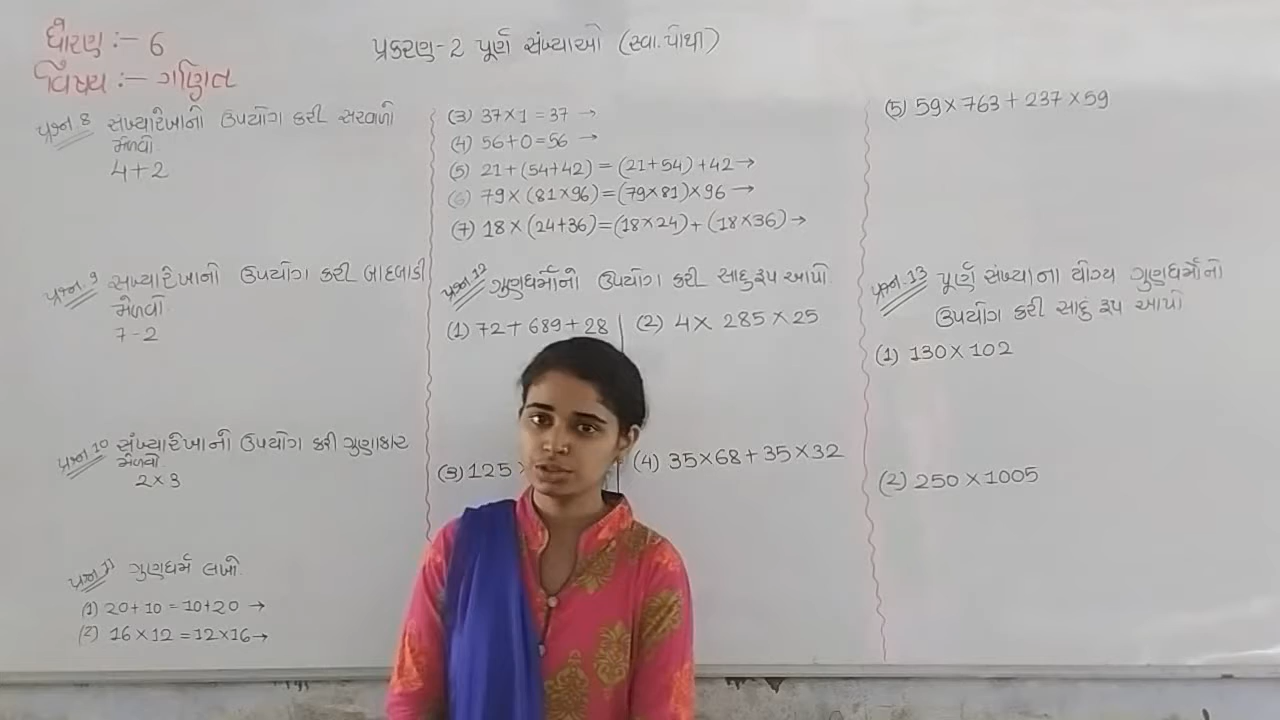 ધોરણ :- 6
વિષય :- ગણિત
પ્રકરણ-2 પૂર્ણ સંખ્યાઓ (સ્વા.પોથી)
પ્રશ્ન 8 સંખ્યારેખાનો ઉપયોગ કરી સરવાળો
મેળવો.
4+2
પ્રશ્ન.9 સંખ્યારેખાનો ઉપયોગ કરી બાદબાકી
મેળવો.
7-2
પ્રશ્ન 10 સંખ્યારેખાનો ઉપયોગ કરી ગુણાકાર
મેળવો.
2×3
પ્રશ્ન 11 ગુણધર્મ લખો.
(1) 20+10=10+20 →
(2) 16×12=12×16→
(3) 37×1=37 →
(4) 56+0=56 →
(5) 21+(54+42)=(21+54)+42→
(6) 79×(81×96)=(79×81)×96 →
(7) 18×(24+36)=(18×24)+(18×36)→
પ્રશ્ન.12 ગુણધર્મોનો ઉપયોગ કરી સાદુરૂપ આપો.
(1) 72+689+28 (2) 4× 285×25
(3) 125× (4) 35×68+35×32
(5) 59×763+237×59
પ્રશ્ન.13 પૂર્ણ સંખ્યાના યોગ્ય ગુણધર્મોનો
ઉપયોગ કરી સાદું રૂપ આપો
(1) 130×102
(2) 250×1005